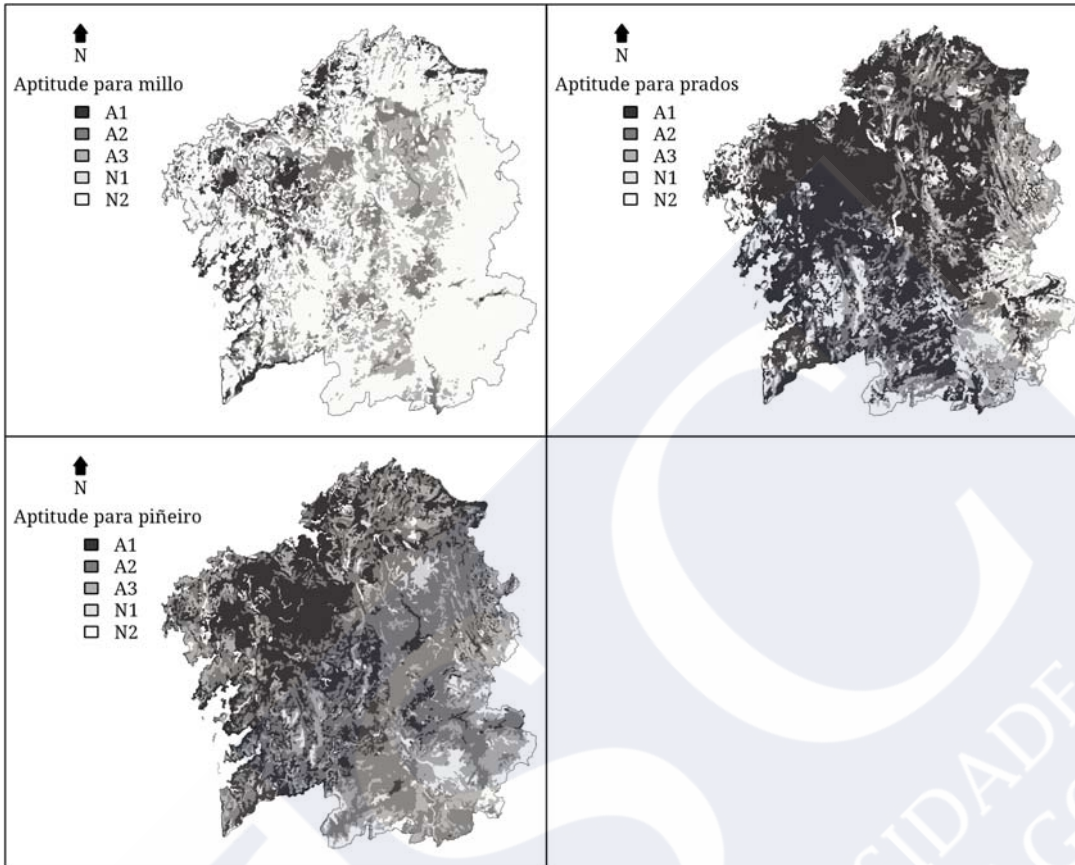 N
Aptitude para millo
A1
A2
A3
N1
N2
N
Aptitude para prados
A1
A2
A3
N1
N2
N
Aptitude para piñeiro
A1
A2
A3
N1
N2